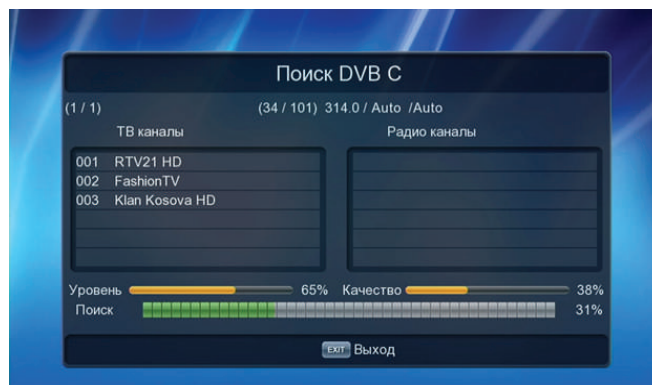 Поиск DVB C
(1 / 1) (34 / 101) 314.0 / Auto /Auto
ТВ каналы Радио каналы
001 RTV21 HD
002 FashionTV
003 Klan Kosova HD
Уровень 65% Качество 38%
Поиск 31%
EXIT Выход